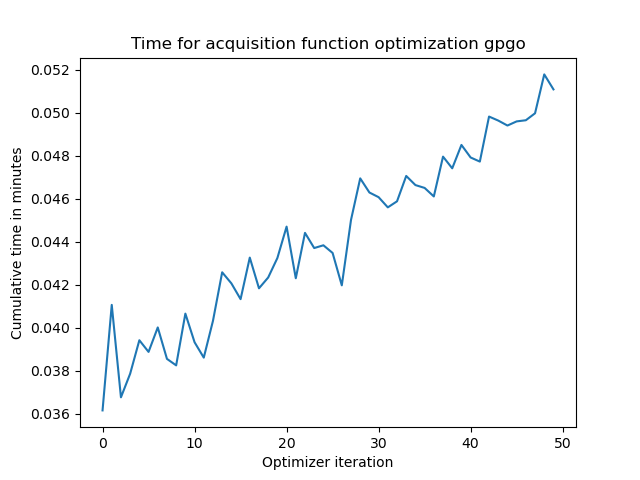 Time for acquisition function optimization gpgo
Cumulative time in minutes
0.052
0.050
0.048
0.046
0.044
0.042
0.040
0.038
0.036
0 10 20 30 40 50
Optimizer iteration